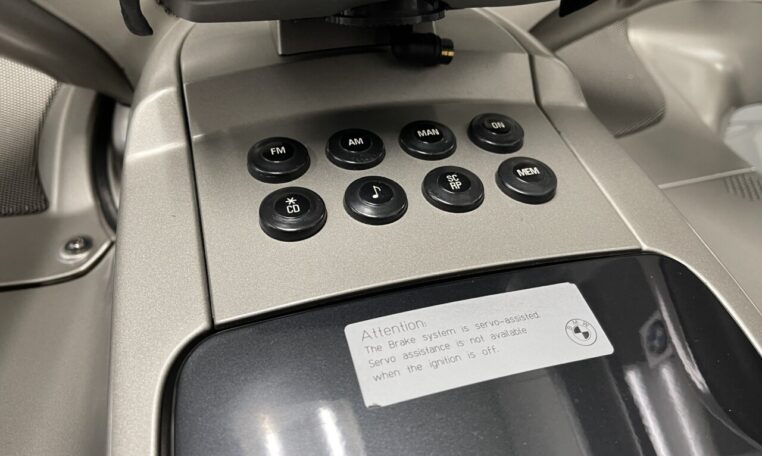 FM
AM
MAN
ON
*
CD
♪
SC
RP
MEM
Attention:
The Brake system is servo-assisted.
Servo assistance is not available
when the ignition is off.
BMW